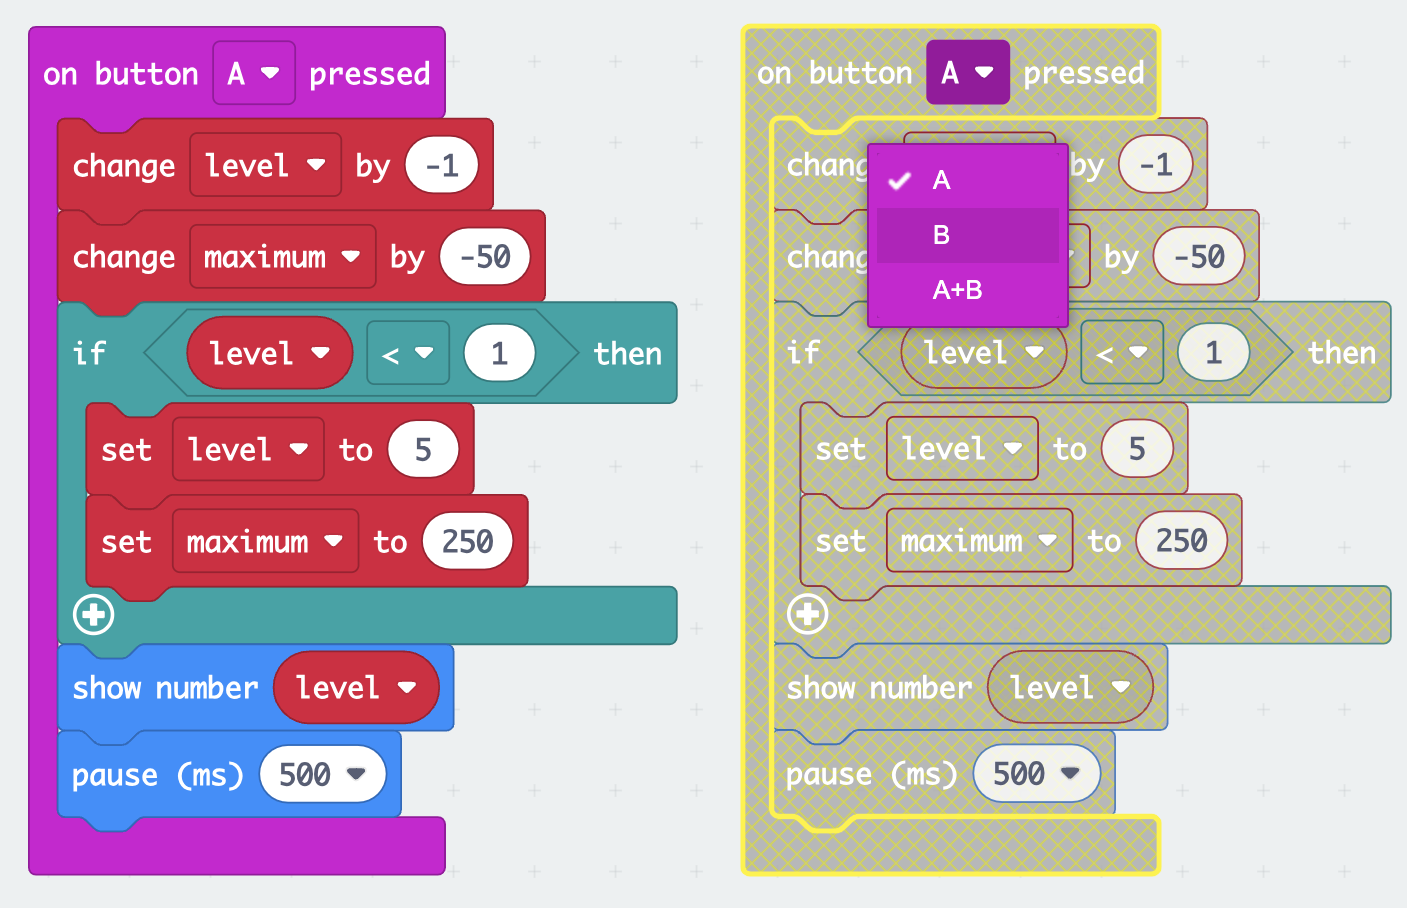 on button A pressed
change level by -1
change maximum by -50
if level < 1 then
set level to 5
set maximum to 250
show number level
pause (ms) 500
on button A pressed
by -1
by -50
A
B
A+B
if level < 1 then
set level to 5
set maximum to 250
show number level
pause (ms) 500